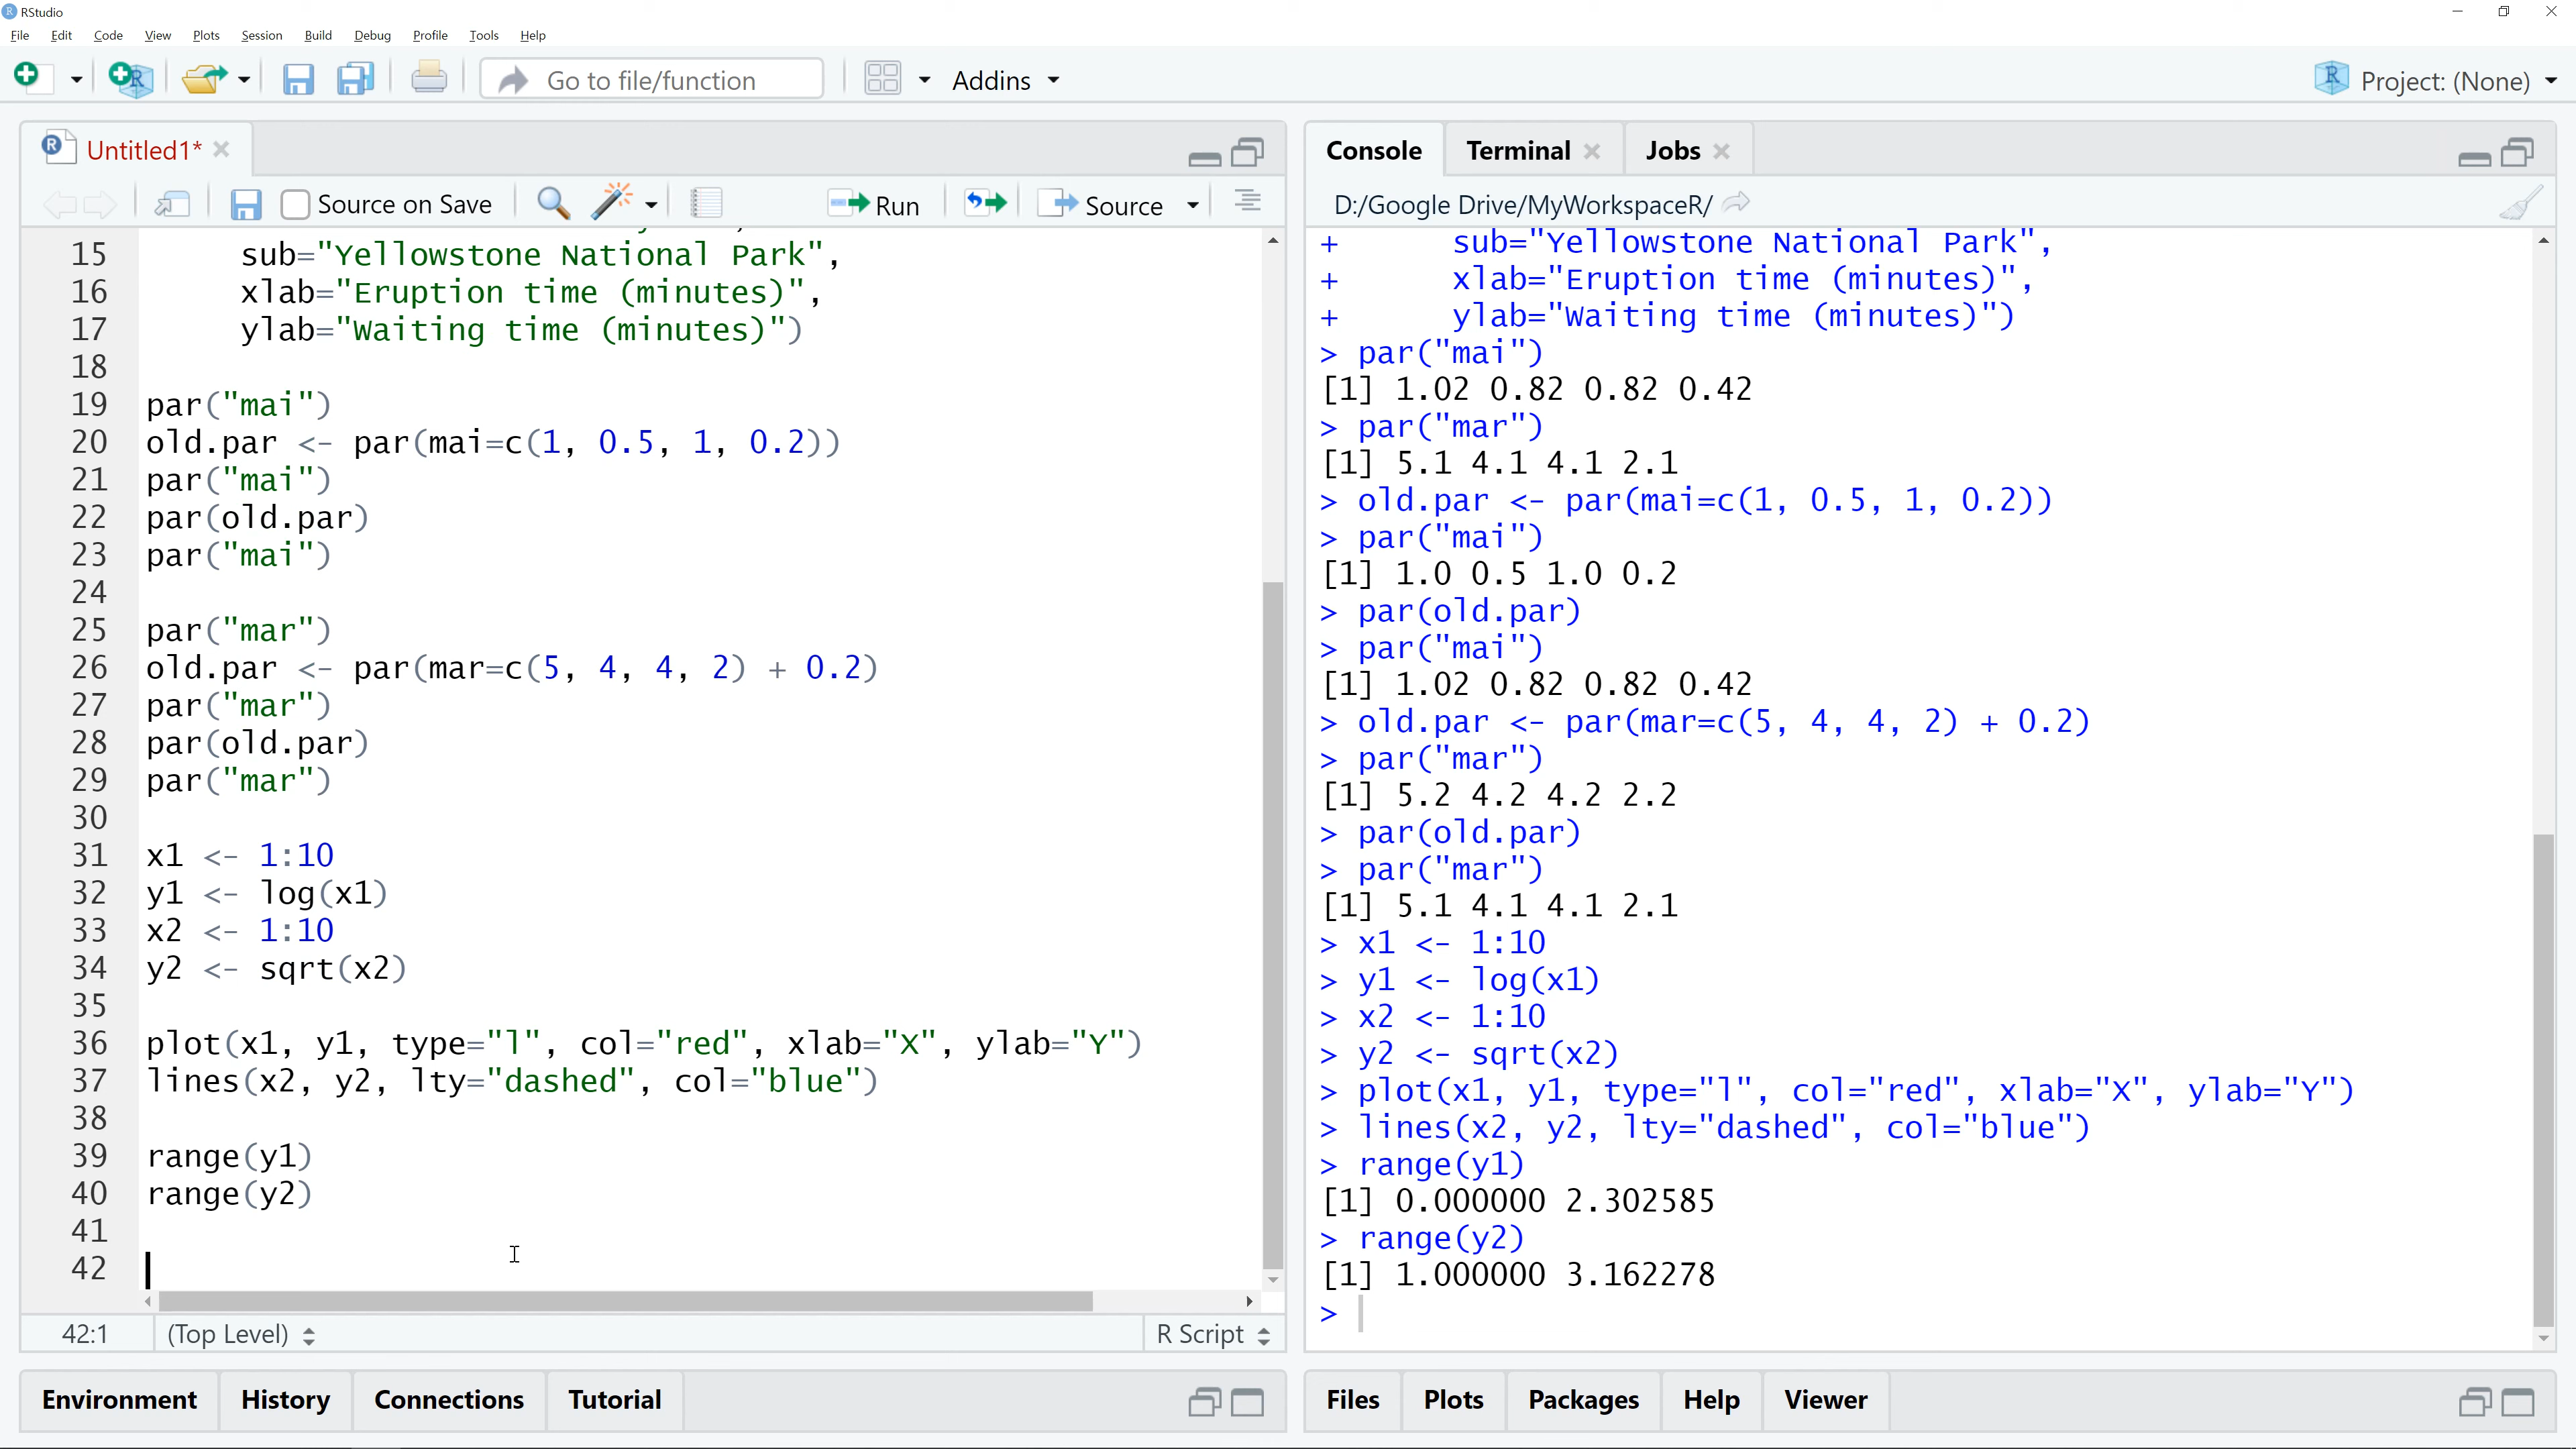 RStudio
File Edit Code View Plots Session Build Debug Profile Tools Help
Go to file/function Addins Project: (None)
Untitled1*
Source on Save Run Source
15 sub="Yellowstone National Park",
16 xlab="Eruption time (minutes)",
17 ylab="Waiting time (minutes)")
18
19 par("mai")
20 old.par <- par(mai=c(1, 0.5, 1, 0.2))
21 par("mai")
22 par(old.par)
23 par("mai")
24
25 par("mar")
26 old.par <- par(mar=c(5, 4, 4, 2) + 0.2)
27 par("mar")
28 par(old.par)
29 par("mar")
30
31 x1 <- 1:10
32 y1 <- log(x1)
33 x2 <- 1:10
34 y2 <- sqrt(x2)
35
36 plot(x1, y1, type="l", col="red", xlab="X", ylab="Y")
37 lines(x2, y2, lty="dashed", col="blue")
38
39 range(y1)
40 range(y2)
41
42
42:1 (Top Level) R Script
Environment History Connections Tutorial
Console Terminal Jobs
D:/Google Drive/MyWorkspaceR/
+ sub="Yellowstone National Park",
+ xlab="Eruption time (minutes)",
+ ylab="Waiting time (minutes)")
> par("mai")
[1] 1.02 0.82 0.82 0.42
> par("mar")
[1] 5.1 4.1 4.1 2.1
> old.par <- par(mai=c(1, 0.5, 1, 0.2))
> par("mai")
[1] 1.0 0.5 1.0 0.2
> par(old.par)
> par("mai")
[1] 1.02 0.82 0.82 0.42
> old.par <- par(mar=c(5, 4, 4, 2) + 0.2)
> par("mar")
[1] 5.2 4.2 4.2 2.2
> par(old.par)
> par("mar")
[1] 5.1 4.1 4.1 2.1
> x1 <- 1:10
> y1 <- log(x1)
> x2 <- 1:10
> y2 <- sqrt(x2)
> plot(x1, y1, type="l", col="red", xlab="X", ylab="Y")
> lines(x2, y2, lty="dashed", col="blue")
> range(y1)
[1] 0.000000 2.302585
> range(y2)
[1] 1.000000 3.162278
>
Files Plots Packages Help Viewer